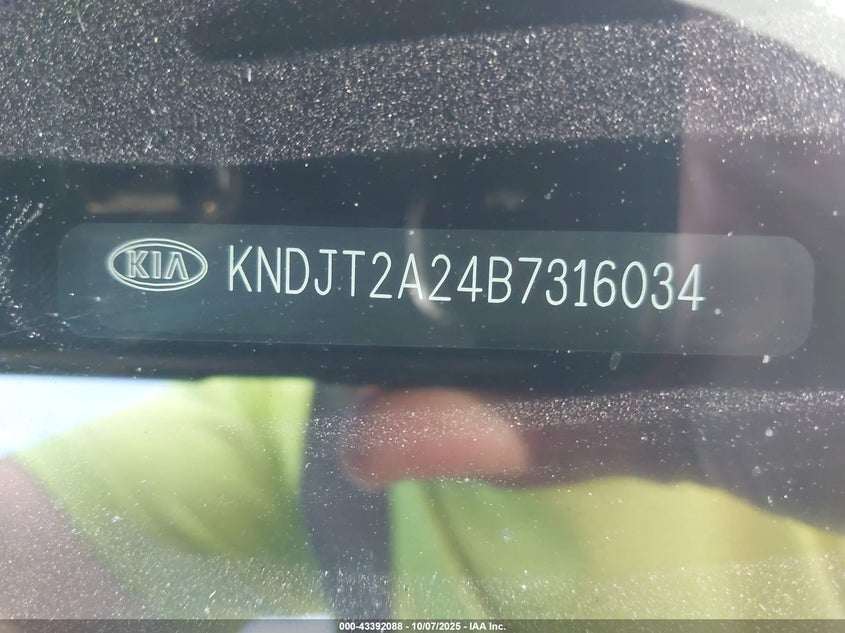 KIA KNDJT2A24B7316034
000-43392088 - 10/07/2025 - IAA Inc.